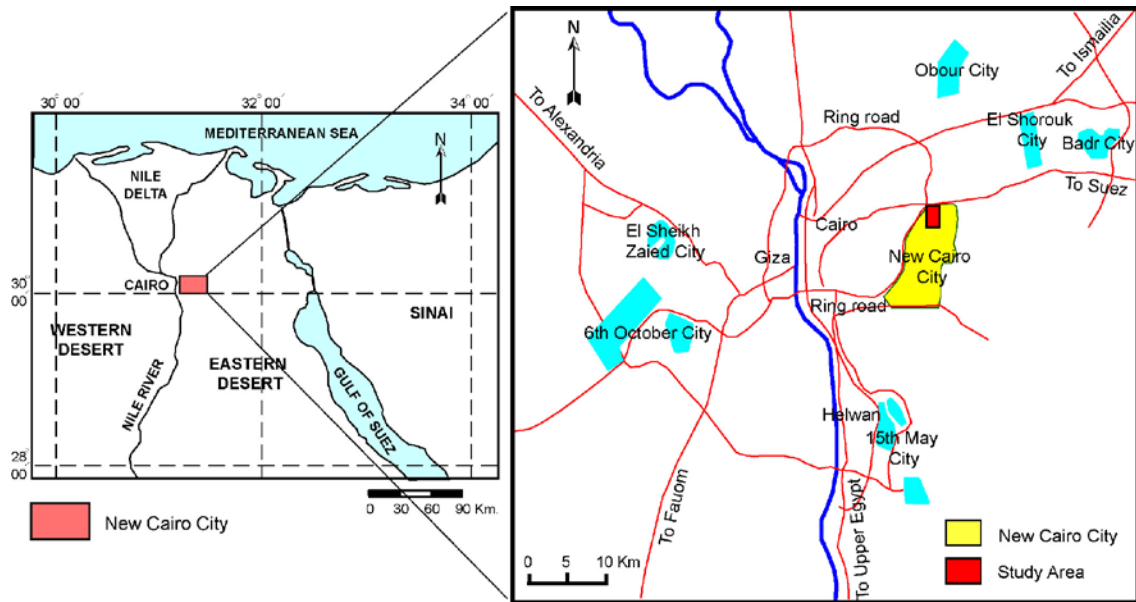 30° 00′
32° 00′
34° 00′
MEDITERRANEAN SEA
N
NILE
DELTA
CAIRO
30°
00′
SINAI
WESTERN
DESERT
EASTERN
DESERT
NILE RIVER
GULF OF SUEZ
28°
00′
0 30 60 90 Km.
New Cairo City
N
To Alexandria
Obour City
To Ismailia
Ring road
El Shorouk
City
Badr City
To Suez
El Sheikh
Zaied City
Giza
Cairo
New Cairo
City
Ring road
6th October City
Helwan
15th May
City
To Fauom
To Upper Egypt
0 5 10 Km
New Cairo City
Study Area